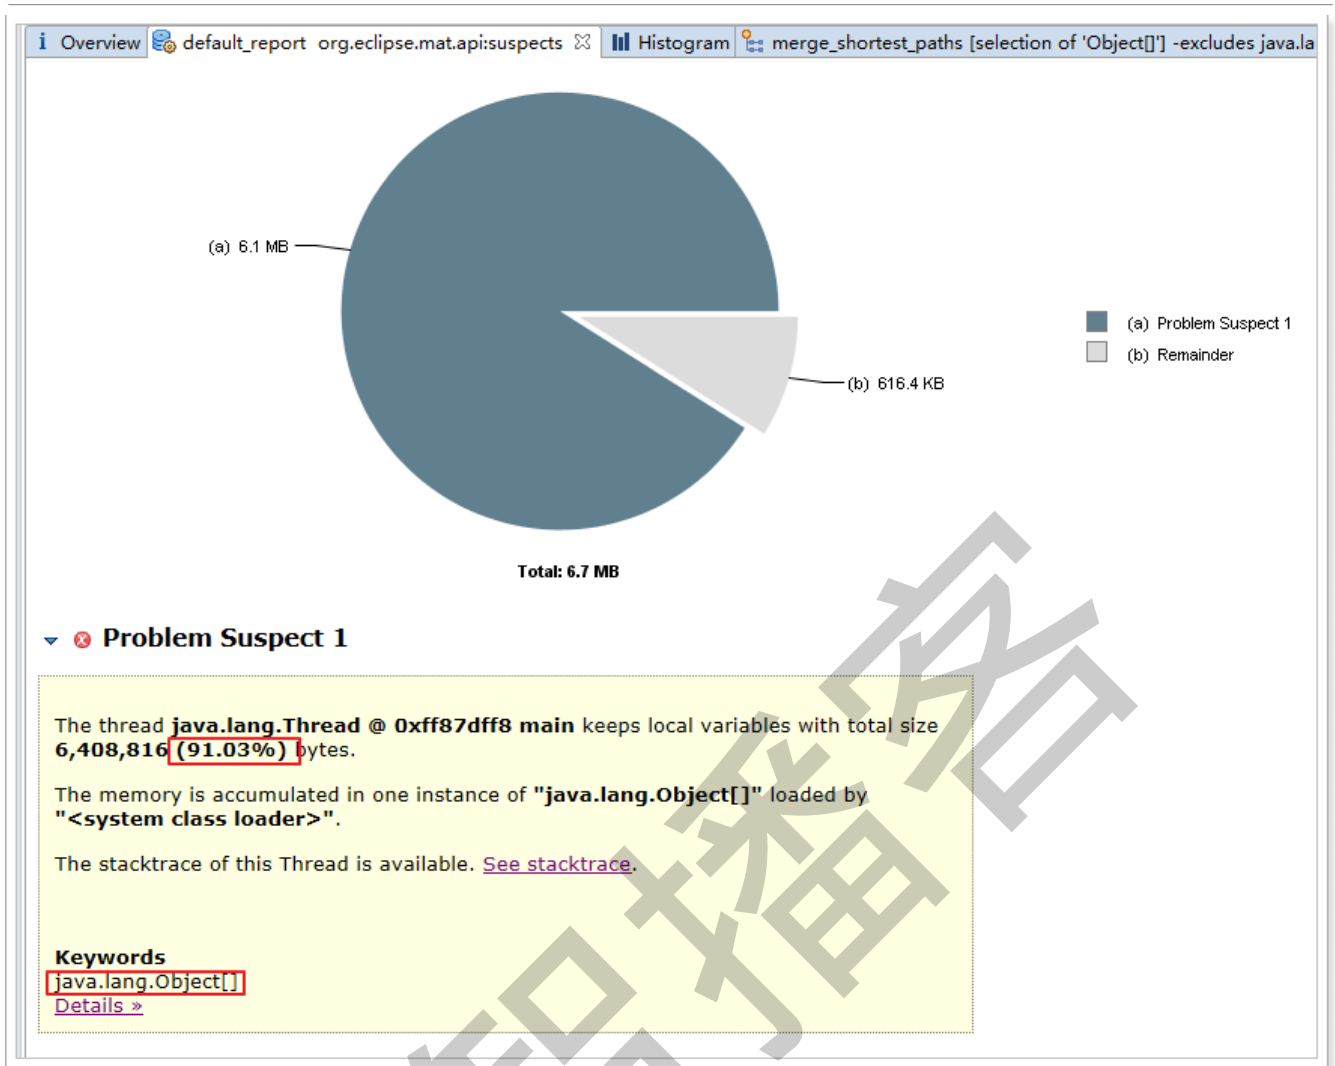 i Overview default_report org.eclipse.mat.api:suspects Histogram merge_shortest_paths [selection of 'Object[]'] -excludes java.la
(a) 6.1 MB
(a) Problem Suspect 1
(b) Remainder
(b) 616.4 KB
Total: 6.7 MB
Problem Suspect 1
The thread java.lang.Thread @ 0xff87dff8 main keeps local variables with total size
6,408,816 (91.03%) bytes.
The memory is accumulated in one instance of "java.lang.Object[]" loaded by
"<system class loader>".
The stacktrace of this Thread is available. See stacktrace.
Keywords
java.lang.Object[]
Details »
播客